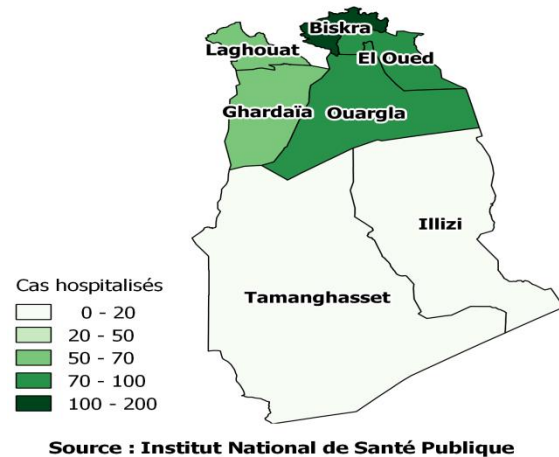 Biskra
Laghouat
El Oued
Ghardaïa
Ouargla
Illizi
Tamanghasset
Cas hospitalisés
0 - 20
20 - 50
50 - 70
70 - 100
100 - 200
Source : Institut National de Santé Publique